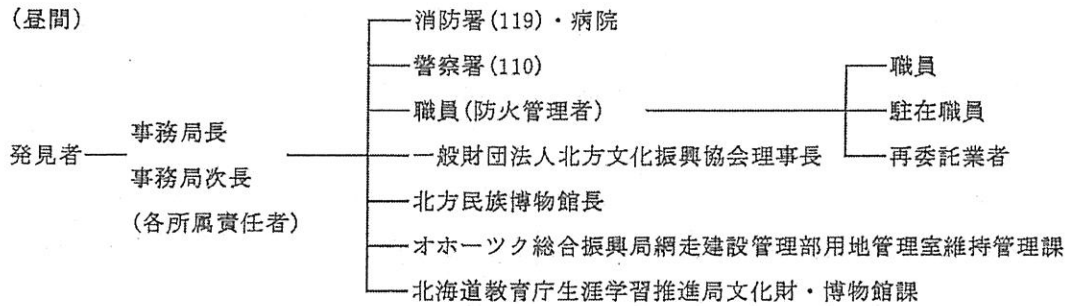 (昼間)
消防署(119)・病院
警察署(110)
職員
職員(防火管理者)
駐在職員
事務局長
発見者
一般財団法人北方文化振興協会理事長
再委託業者
事務局次長
北方民族博物館長
(各所属責任者)
オホーツク総合振興局網走建設管理部用地管理室維持管理課
北海道教育庁生涯学習推進局文化財・博物館課